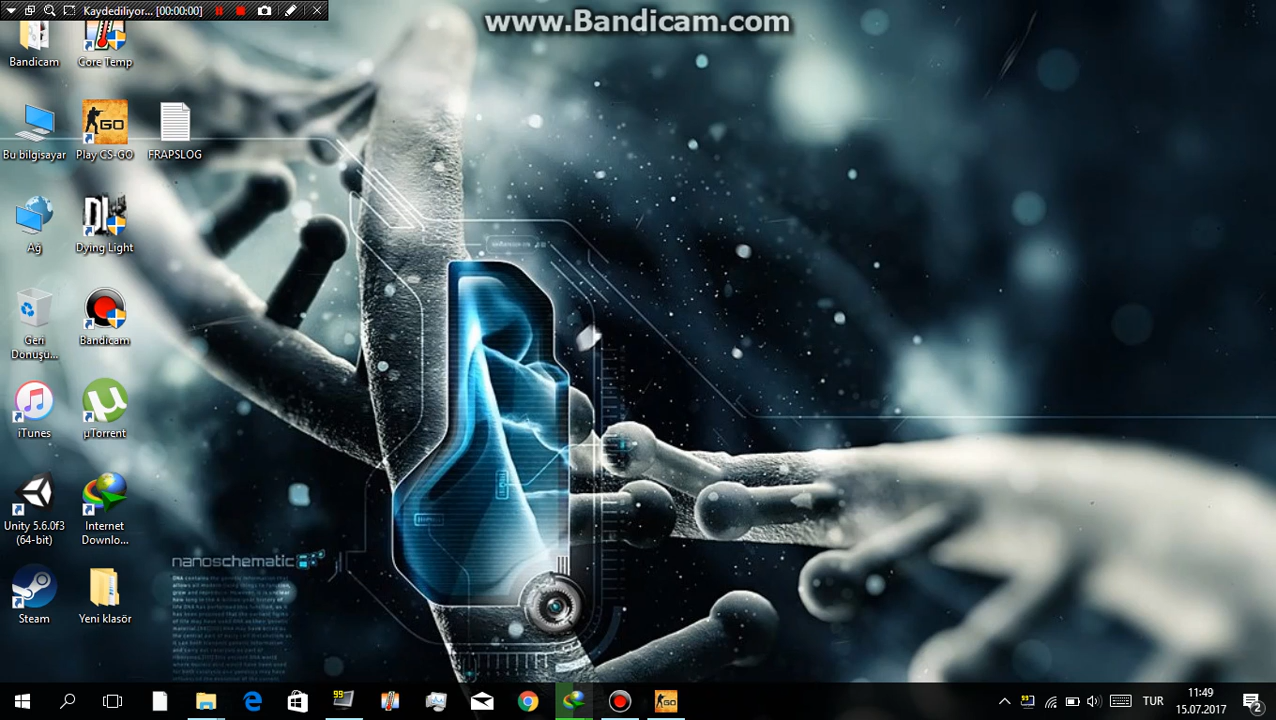 Kaydediliyor... [00:00:00]
www.Bandicam.com
Bandicam
Core Temp
Bu bilgisayar
Play CS-GO
FRAPSLOG
Ağ
Dying Light
Geri
Dönüşü...
Bandicam
iTunes
µTorrent
Unity 5.6.0f3
(64-bit)
Internet
Downlo...
Steam
Yeni klasör
nanoschematic
TUR
11:49
15.07.2017
2